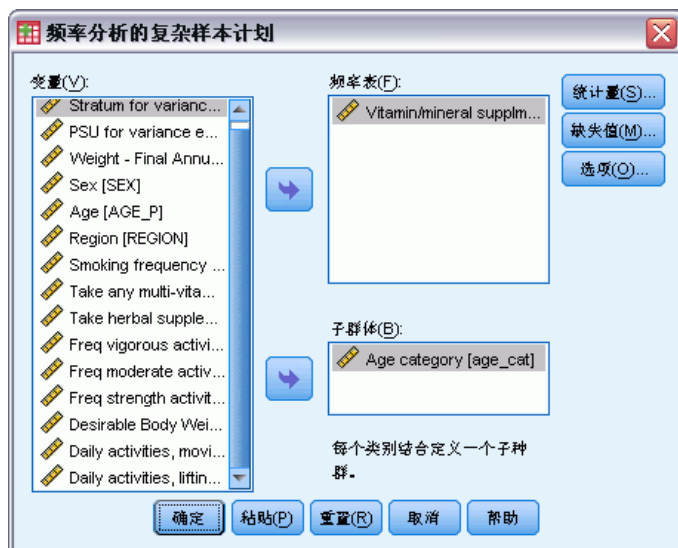 频率分析的复杂样本计划
变量(V):
Stratum for varianc...
PSU for variance e...
Weight - Final Annu...
Sex [SEX]
Age [AGE_P]
Region [REGION]
Smoking frequency ...
Take any multi-vita...
Take herbal supple...
Freq vigorous activi...
Freq moderate activ...
Freq strength activit...
Desirable Body Wei...
Daily activities, movi...
Daily activities, liftin...
频率表(F):
Vitamin/mineral supplm...
子群体(B):
Age category [age_cat]
每个类别结合定义一个子种
群。
统计量(S)...
缺失值(M)...
选项(O)...
确定
粘贴(P)
重置(R)
取消
帮助